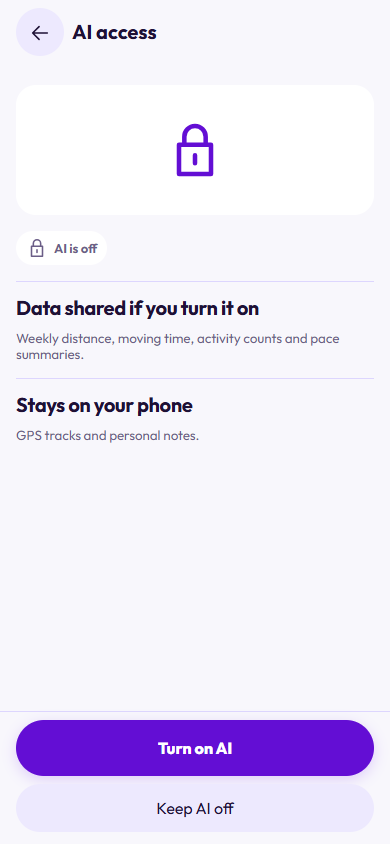 AI access
AI is off
Data shared if you turn it on
Weekly distance, moving time, activity counts and pace
summaries.
Stays on your phone
GPS tracks and personal notes.
Turn on AI
Keep AI off